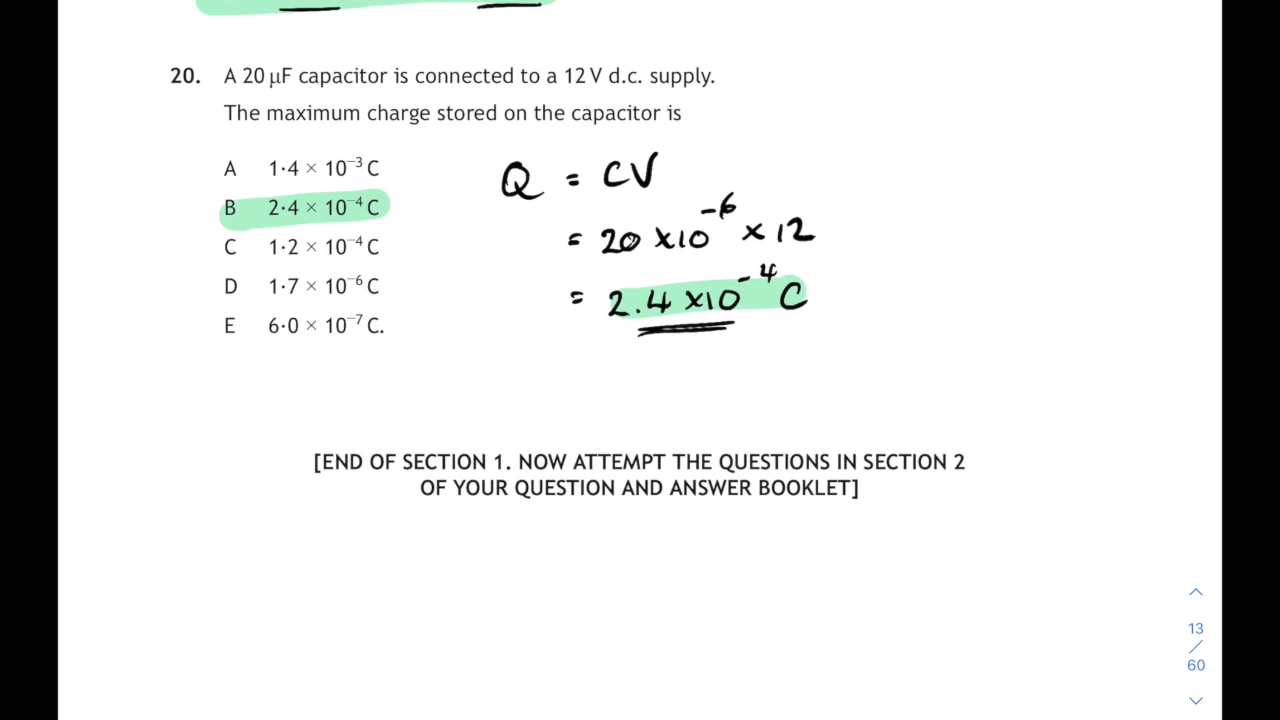 20. A 20 μF capacitor is connected to a 12 V d.c. supply.
The maximum charge stored on the capacitor is
A 1·4 × 10⁻³ C
B 2·4 × 10⁻⁴ C
C 1·2 × 10⁻⁴ C
D 1·7 × 10⁻⁶ C
E 6·0 × 10⁻⁷ C.
Q = CV
= 20 × 10⁻⁶ × 12
= 2.4 × 10⁻⁴ C
[END OF SECTION 1. NOW ATTEMPT THE QUESTIONS IN SECTION 2
OF YOUR QUESTION AND ANSWER BOOKLET]
13
/
60